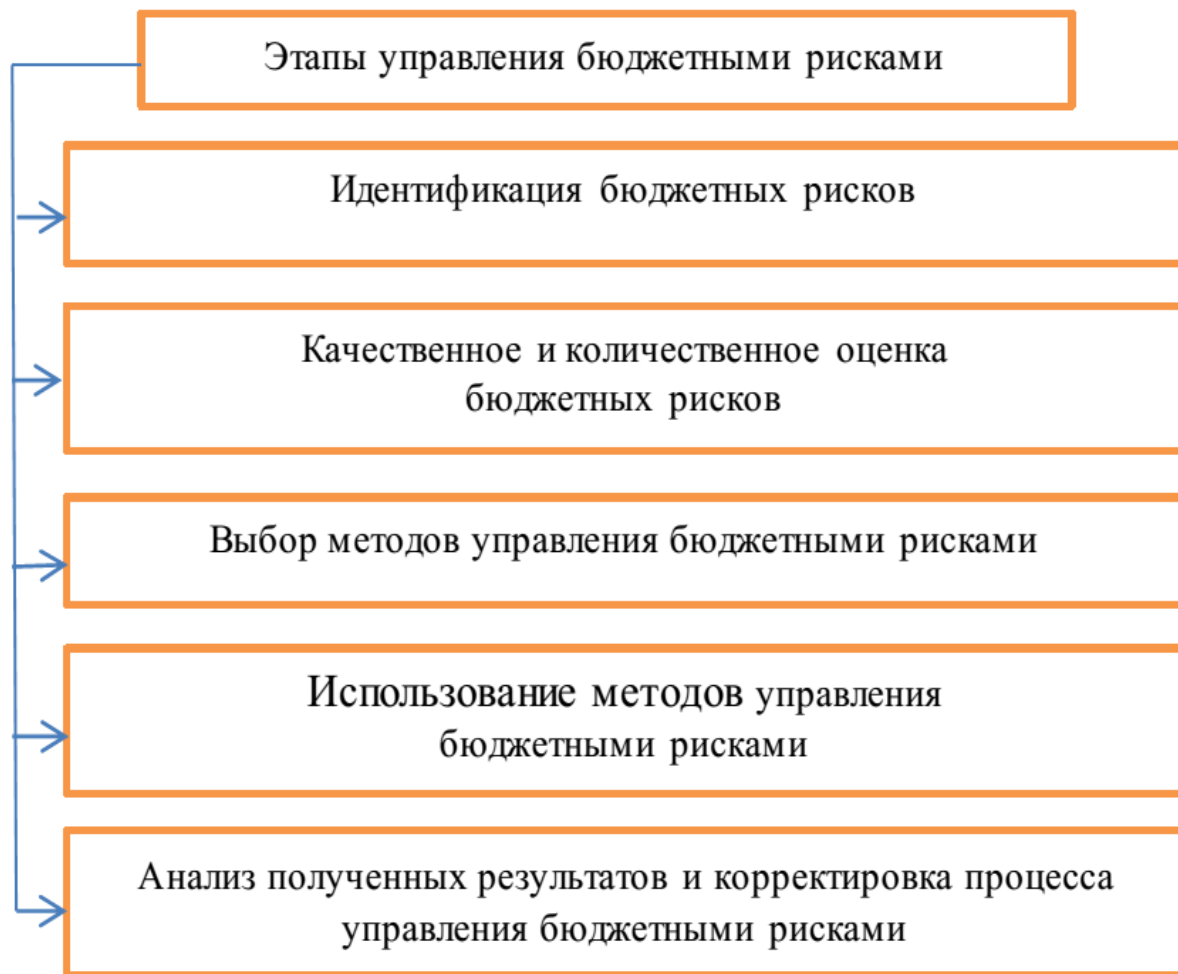 Этапы управления бюджетными рисками
Идентификация бюджетных рисков
Качественное и количественное оценка
бюджетных рисков
Выбор методов управления бюджетными рисками
Использование методов управления
бюджетными рисками
Анализ полученных результатов и корректировка процесса
управления бюджетными рисками